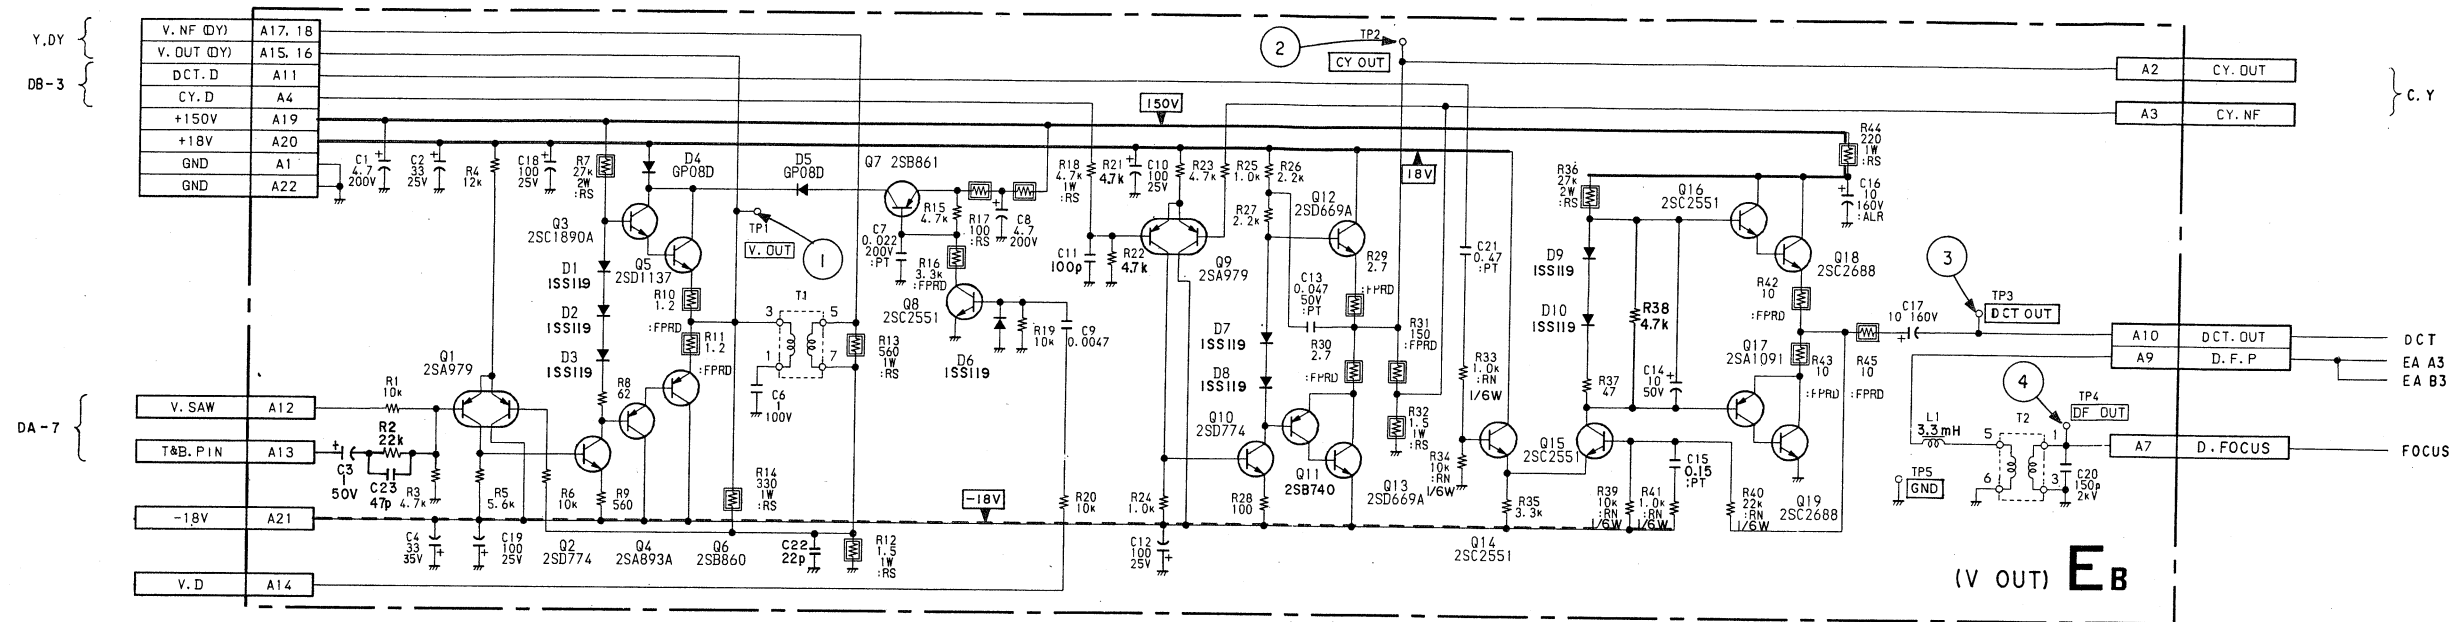 Y,DY
DB-3
DA-7
V. NF (DY) A17, 18
V. OUT (DY) A15, 16
DCT. D A11
CY. D A4
+150V A19
+18V A20
GND A1
GND A22
V. SAW A12
T&B. PIN A13
-18V A21
V. D A14
C1
4.7
200V
C2
33
25V
R4
12k
C18
100
25V
R7
27k
2W
:RS
D4
GP08D
D5
GP08D
Q7 2SB861
Q3
2SC1890A
Q5
2SD1137
TP1
V. OUT
1
D1
1SS119
D2
1SS119
D3
1SS119
R10
1.2
:FPRD
R11
1.2
:FPRD
T1
3
5
1
7
C6
1
100V
R13
560
1W
:RS
R15
4.7k
R17
100
:RS
C8
4.7
200V
C7
0.022
200V
:PT
R16
3.3k
:FPRD
Q8
2SC2551
D6
1SS119
R19
10k
C9
0.0047
Q1
2SA979
R1
10k
R2
22k
C3
1
50V
C23
47p
R3
4.7k
R5
5.6k
R6
10k
R8
62
R9
560
R14
330
1W
:RS
C4
33
35V
C19
100
25V
Q2
2SD774
Q4
2SA893A
Q6
2SB860
C22
22p
R12
1.5
1W
:RS
2
TP2
CY OUT
150V
18V
-18V
R18
4.7k
1W
:RS
R21
4.7k
C10
100
25V
R23
4.7k
R25
1.0k
R26
2.2k
R27
2.2k
Q12
2SD669A
C11
100p
R22
4.7k
Q9
2SA979
R29
2.7
:FPRD
C13
0.047
50V
:PT
D7
1SS119
D8
1SS119
R30
2.7
:FPRD
R31
150
:FPRD
R32
1.5
1W
:RS
Q10
2SD774
Q11
2SB740
Q13
2SD669A
R20
10k
R24
1.0k
R28
100
C12
100
25V
C21
0.47
:PT
R33
1.0k
:RN
1/6W
R34
10k
:RN
1/6W
R35
3.3k
Q14
2SC2551
Q15
2SC2551
R36
27k
2W
:RS
D9
1SS119
D10
1SS119
R38
4.7k
R37
47
C14
10
50V
Q16
2SC2551
Q18
2SC2688
Q17
2SA1091
Q19
2SC2688
R42
10
:FPRD
R43
10
:FPRD
R45
10
:FPRD
R44
220
1W
:RS
C16
10
160V
:ALR
C17
10 160V
R39
10k
:RN
1/6W
R41
1.0k
:RN
1/6W
C15
0.15
:PT
R40
22k
:RN
1/6W
3
TP3
DCT OUT
4
TP4
DF OUT
L1
3.3mH
T2
5
1
6
3
C20
150p
2kV
TP5
GND
A2 CY. OUT
A3 CY. NF
C. Y
A10 DCT. OUT
A9 D. F. P
A7 D. FOCUS
DCT
EA A3
EA B3
FOCUS
(V OUT) EB